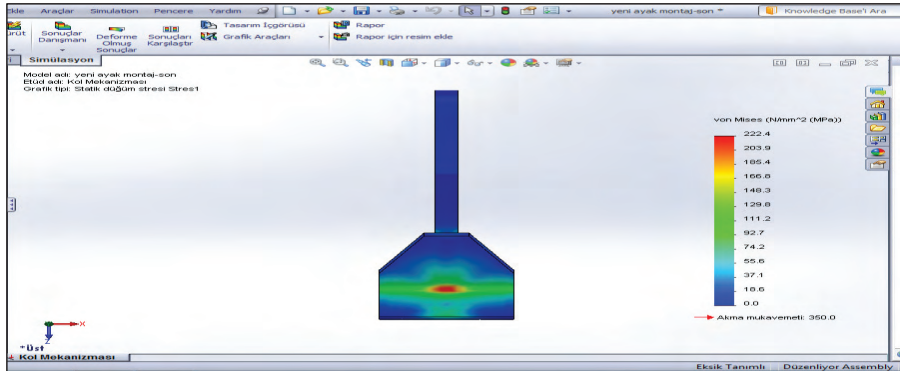 Ekle Araçlar Simulation Pencere Yardım yeni ayak montaj-son * Knowledge Base'i Ara
Sonuçlar Danışmanı
Deforme Olmuş Sonuçlar
Sonuçları Karşılaştır
Tasarım İçgörüsü
Grafik Araçları
Rapor
Rapor için resim ekle
Simülasyon
Model adı: yeni ayak montaj-son
Etüd adı: Kol Mekanizması
Grafik tipi: Statik düğüm stresi Stres1
von Mises (N/mm^2 (MPa))
222.4
203.9
185.4
166.8
148.3
129.8
111.2
92.7
74.2
55.6
37.1
18.6
0.0
Akma mukavemeti: 350.0
X
Z
*Üst
Kol Mekanizması
Eksik Tanımlı Düzenliyor Assembly